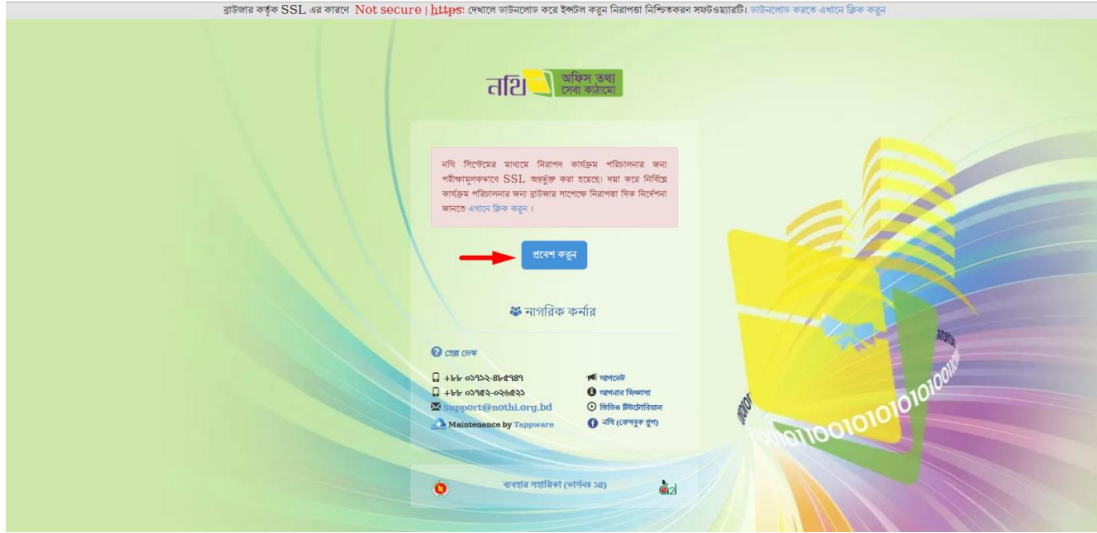 ব্রাউজার কর্তৃক SSL এর কারণে Not secure | https: দেখালে ডাউনলোড করে ইন্সটল করুন নিরাপত্তা নিশ্চিতকরণ সফটওয়্যারটি। ডাউনলোড করতে এখানে ক্লিক করুন
নথি
অফিস তথ্য
সেবা কাঠামো
নথি সিস্টেমের মাধ্যমে নিরাপদ কার্যক্রম পরিচালনার জন্য
পরীক্ষামূলকভাবে SSL অন্তর্ভুক্ত করা হয়েছে। দয়া করে নির্বিঘ্নে
কার্যক্রম পরিচালনার জন্য ব্রাউজার সাপেক্ষে নিরাপত্তা দিক নির্দেশনা
জানতে এখানে ক্লিক করুন ।
প্রবেশ করুন
নাগরিক কর্নার
হেল্প ডেস্ক
+৮৮ ০১৭১২-৪৮৫৭৪৭
আপডেট
+৮৮ ০১৭৫২-০২৬৫২১
আপনার জিজ্ঞাসা
support@nothi.org.bd
ভিডিও টিউটোরিয়াল
Maintenance by Tappware
নথি (ফেসবুক গ্রুপ)
ব্যবহার সহায়িকা (ভার্সনঃ ১৪)
a2i